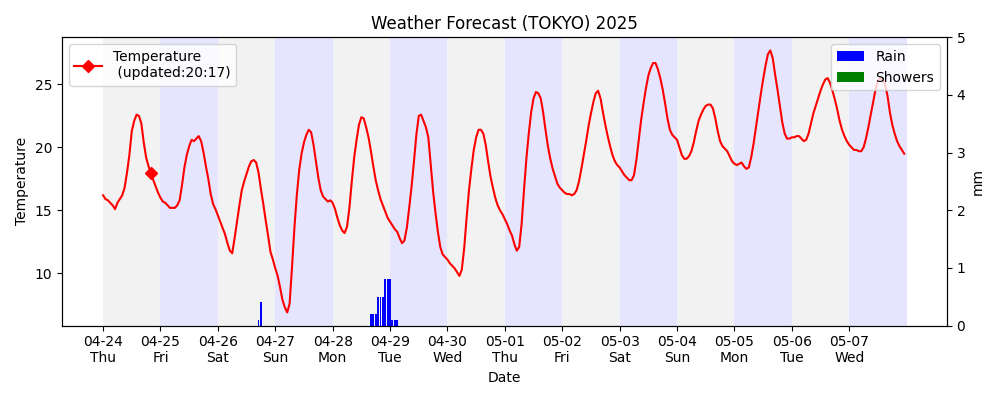 Weather Forecast (TOKYO) 2025
Temperature
(updated:20:17)
Rain
Showers
Temperature
25
20
15
10
5
4
3
2
1
0
mm
04-24 04-25 04-26 04-27 04-28 04-29 04-30 05-01 05-02 05-03 05-04 05-05 05-06 05-07
Thu Fri Sat Sun Mon Tue Wed Thu Fri Sat Sun Mon Tue Wed
Date